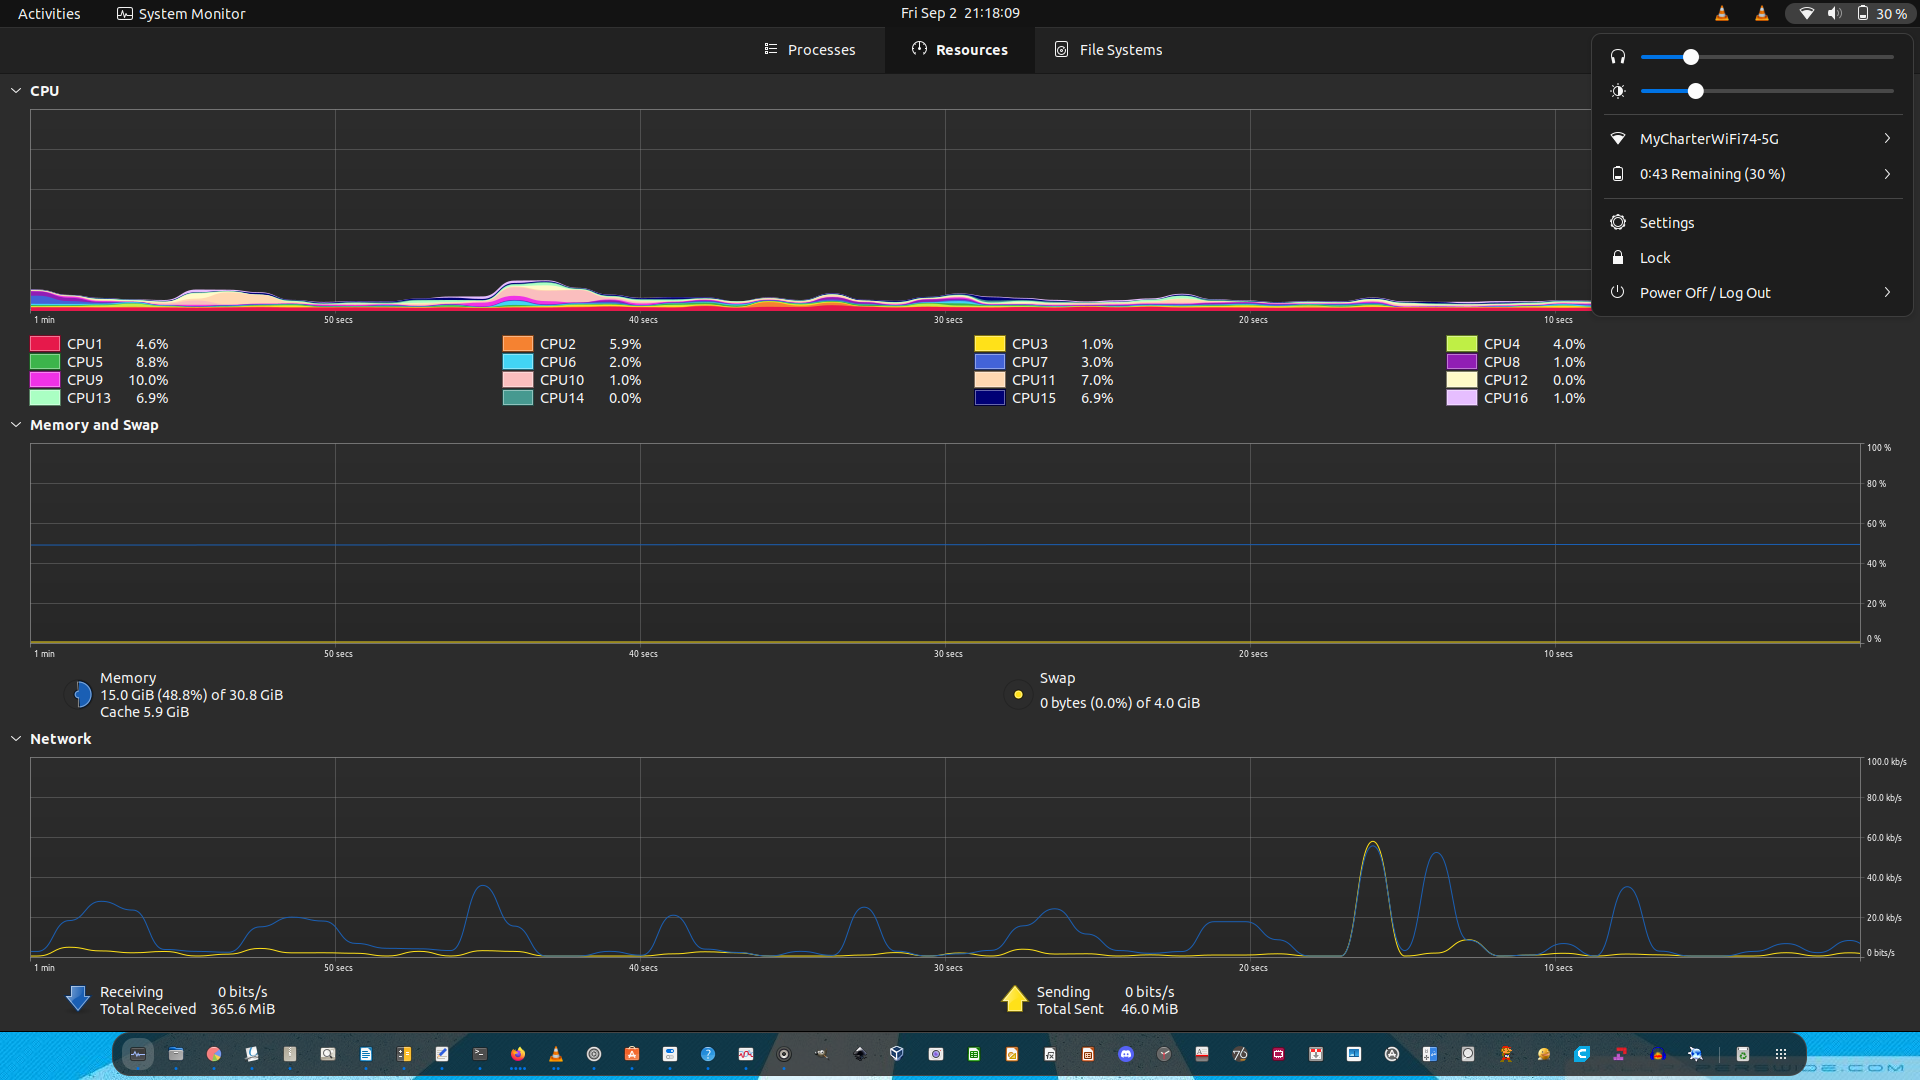 Activities
System Monitor
Fri Sep 2 21:18:09
30 %
Processes
Resources
File Systems
MyCharterWiFi74-5G
0:43 Remaining (30 %)
Settings
Lock
Power Off / Log Out
CPU
1 min 50 secs 40 secs 30 secs 20 secs 10 secs
CPU1 4.6% CPU2 5.9% CPU3 1.0% CPU4 4.0%
CPU5 8.8% CPU6 2.0% CPU7 3.0% CPU8 1.0%
CPU9 10.0% CPU10 1.0% CPU11 7.0% CPU12 0.0%
CPU13 6.9% CPU14 0.0% CPU15 6.9% CPU16 1.0%
Memory and Swap
100 %
80 %
60 %
40 %
20 %
0 %
1 min 50 secs 40 secs 30 secs 20 secs 10 secs
Memory
15.0 GiB (48.8%) of 30.8 GiB
Cache 5.9 GiB
Swap
0 bytes (0.0%) of 4.0 GiB
Network
100.0 kb/s
80.0 kb/s
60.0 kb/s
40.0 kb/s
20.0 kb/s
0 bits/s
1 min 50 secs 40 secs 30 secs 20 secs 10 secs
Receiving 0 bits/s
Total Received 365.6 MiB
Sending 0 bits/s
Total Sent 46.0 MiB